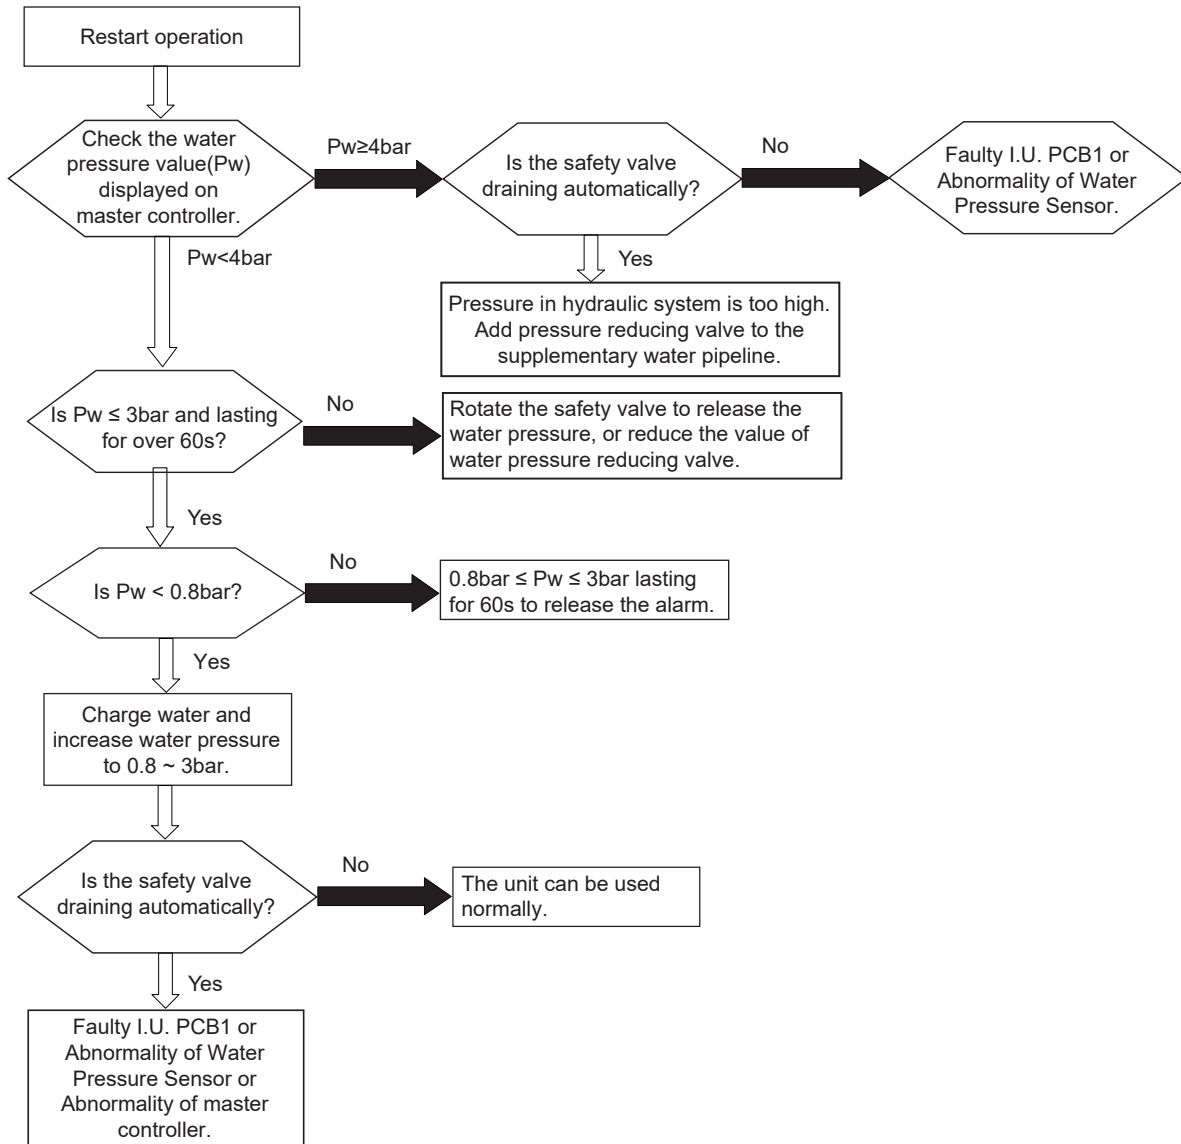 Restart operation
Check the water
pressure value(Pw)
displayed on
master controller.
Pw≥4bar
Is the safety valve
draining automatically?
No
Faulty I.U. PCB1 or
Abnormality of Water
Pressure Sensor.
Pw<4bar
Yes
Pressure in hydraulic system is too high.
Add pressure reducing valve to the
supplementary water pipeline.
Is Pw ≤ 3bar and lasting
for over 60s?
No
Rotate the safety valve to release the
water pressure, or reduce the value of
water pressure reducing valve.
Yes
Is Pw < 0.8bar?
No
0.8bar ≤ Pw ≤ 3bar lasting
for 60s to release the alarm.
Yes
Charge water and
increase water pressure
to 0.8 ~ 3bar.
Is the safety valve
draining automatically?
No
The unit can be used
normally.
Yes
Faulty I.U. PCB1 or
Abnormality of Water
Pressure Sensor or
Abnormality of master
controller.